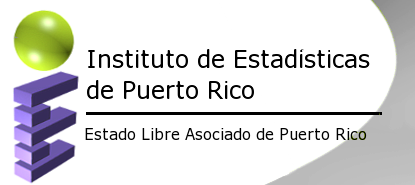 Instituto de Estadísticas
de Puerto Rico
Estado Libre Asociado de Puerto Rico